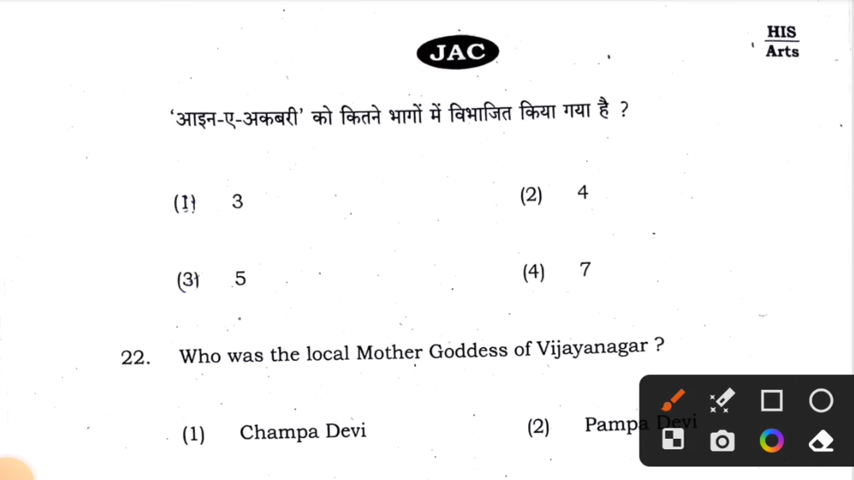 HIS
Arts
JAC
'आइन-ए-अकबरी' को कितने भागों में विभाजित किया गया है ?
(1) 3 (2) 4
(3) 5 (4) 7
22. Who was the local Mother Goddess of Vijayanagar ?
(1) Champa Devi (2) Pampa Devi